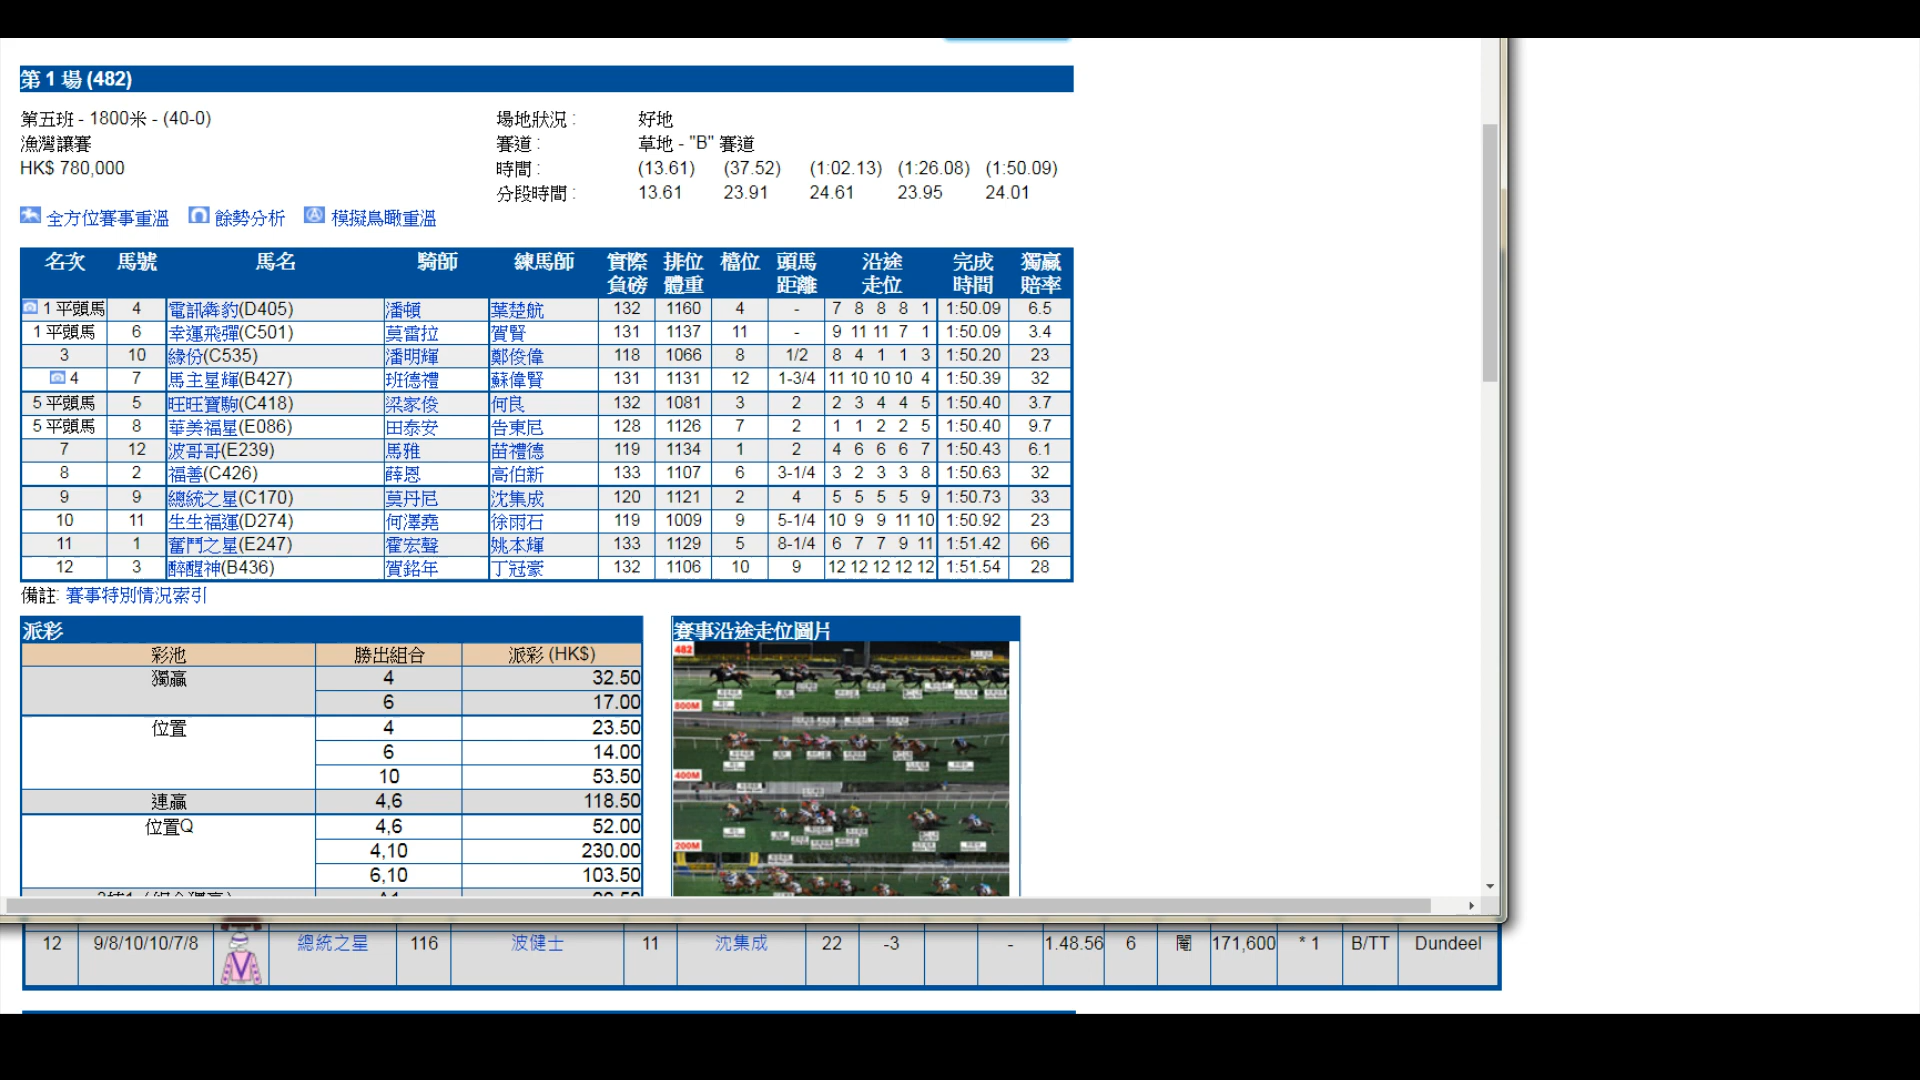 第 1 場 (482)
第五班 - 1800米 - (40-0) 場地狀況 : 好地
漁灣讓賽 賽道 : 草地 - "B" 賽道
HK$ 780,000 時間 : (13.61) (37.52) (1:02.13) (1:26.08) (1:50.09)
分段時間 : 13.61 23.91 24.61 23.95 24.01
全方位賽事重溫 餘勢分析 模擬鳥瞰重溫
名次 馬號 馬名 騎師 練馬師 實際負磅 排位體重 檔位 頭馬距離 沿途走位 完成時間 獨贏賠率
1 平頭馬 4 電訊犇豹(D405) 潘頓 葉楚航 132 1160 4 - 7 8 8 8 1 1:50.09 6.5
1 平頭馬 6 幸運飛彈(C501) 莫雷拉 賀賢 131 1137 11 - 9 11 11 7 1 1:50.09 3.4
3 10 緣份(C535) 潘明輝 鄭俊偉 118 1066 8 1/2 8 4 1 1 3 1:50.20 23
4 7 馬主星輝(B427) 班德禮 蘇偉賢 131 1131 12 1-3/4 11 10 10 10 4 1:50.39 32
5 平頭馬 5 旺旺寶駒(C418) 梁家俊 何良 132 1081 3 2 2 3 4 4 5 1:50.40 3.7
5 平頭馬 8 華美福星(E086) 田泰安 告東尼 128 1126 7 2 1 1 2 2 5 1:50.40 9.7
7 12 波哥哥(E239) 馬雅 苗禮德 119 1134 1 2 4 6 6 6 7 1:50.43 6.1
8 2 福善(C426) 薛恩 高伯新 133 1107 6 3-1/4 3 2 3 3 8 1:50.63 32
9 9 總統之星(C170) 莫丹尼 沈集成 120 1121 2 4 5 5 5 5 9 1:50.73 33
10 11 生生福運(D274) 何澤堯 徐雨石 119 1009 9 5-1/4 10 9 9 11 10 1:50.92 23
11 1 奮鬥之星(E247) 霍宏聲 姚本輝 133 1129 5 8-1/4 6 7 7 9 11 1:51.42 66
12 3 醉醒神(B436) 賀銘年 丁冠豪 132 1106 10 9 12 12 12 12 12 1:51.54 28
備註: 賽事特別情況索引
派彩 賽事沿途走位圖片
彩池 勝出組合 派彩 (HK$)
獨贏 4 32.50
6 17.00
位置 4 23.50
6 14.00
10 53.50
連贏 4,6 118.50
位置Q 4,6 52.00
4,10 230.00
6,10 103.50
482
800M
400M
200M
12 9/8/10/10/7/8 總統之星 116 波健士 11 沈集成 22 -3 - 1.48.56 6 閹 171,600 * 1 B/TT Dundeel